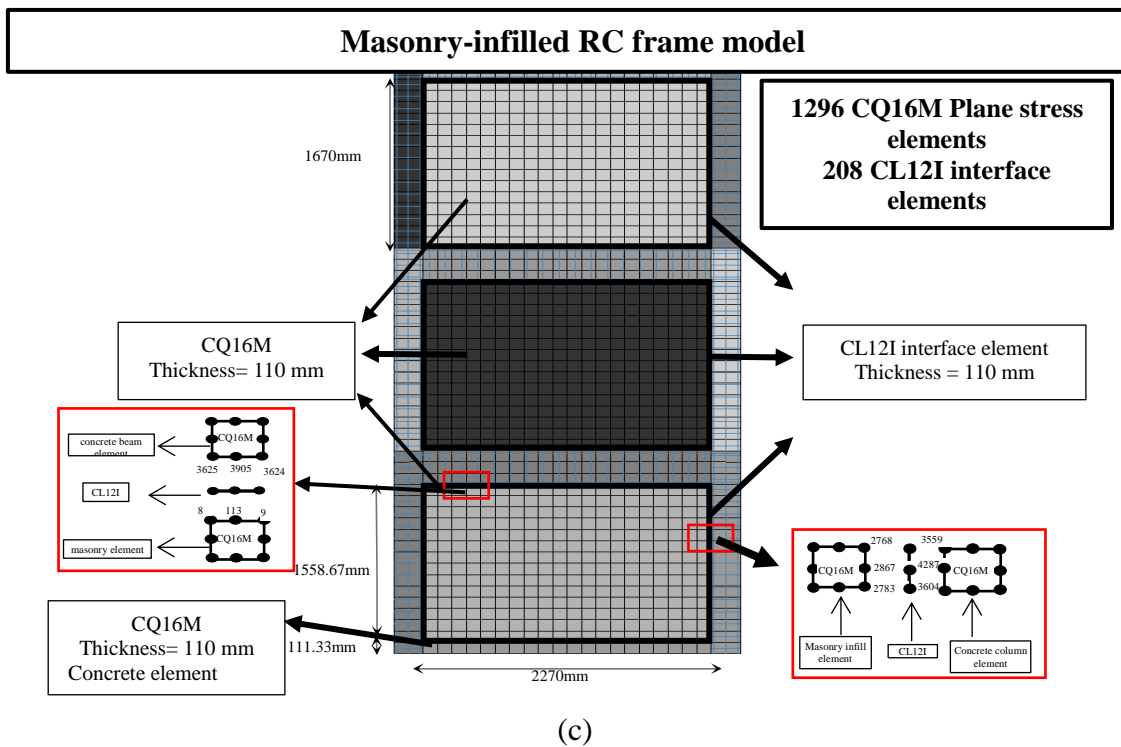 Masonry-infilled RC frame model
1296 CQ16M Plane stress
elements
208 CL12I interface
elements
1670mm
CQ16M
Thickness= 110 mm
CL12I interface element
Thickness = 110 mm
concrete beam
element
CQ16M
3625 3905 3624
CL12I
8 113 9
CQ16M
masonry element
1558.67mm
2768 3559
CQ16M 2867 4287 CQ16M
2783 3604
Masonry infill
element
CL12I
Concrete column
element
CQ16M
Thickness= 110 mm
Concrete element
111.33mm
2270mm
(c)